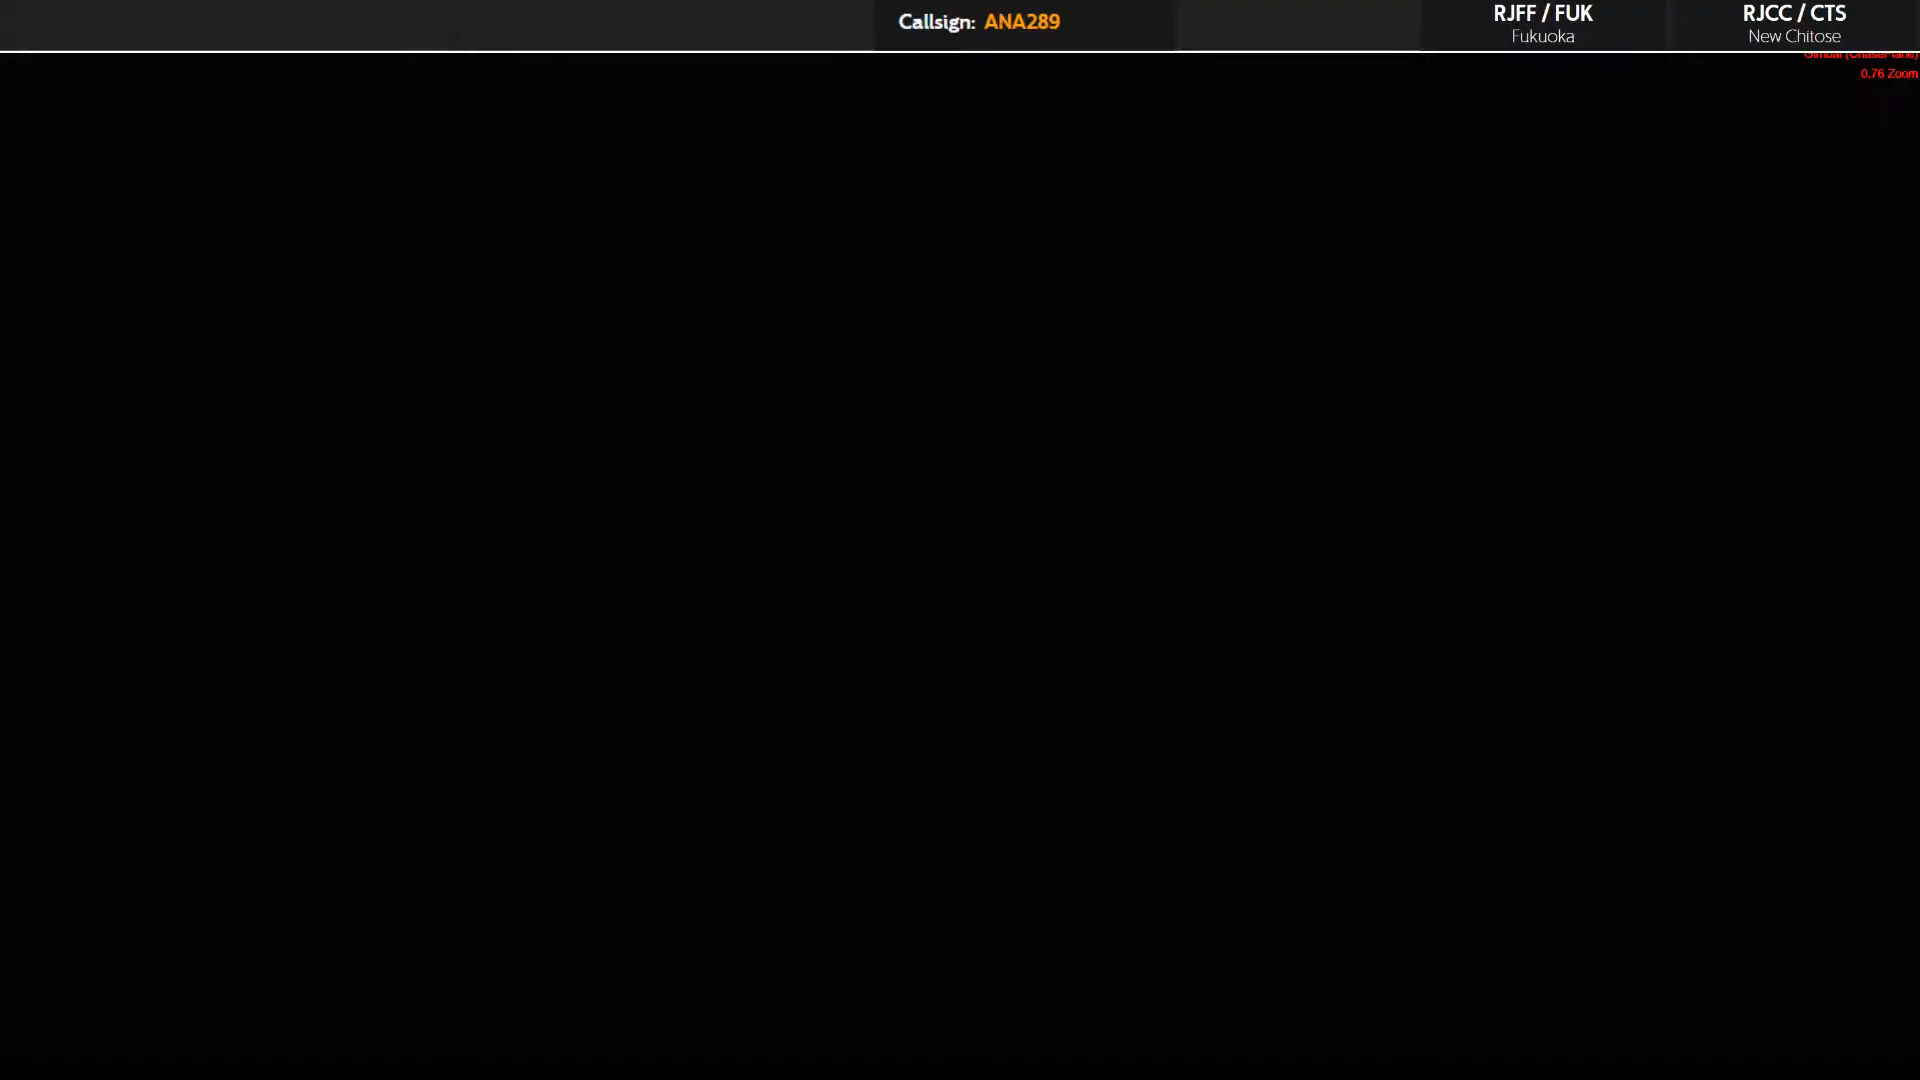 Callsign: ANA289
RJFF / FUK
Fukuoka
RJCC / CTS
New Chitose
0.76 Zoom